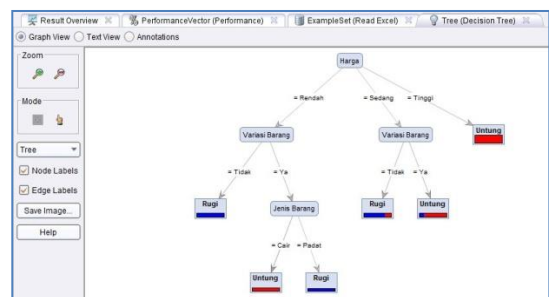 Result Overview
PerformanceVector (Performance)
ExampleSet (Read Excel)
Tree (Decision Tree)
Graph View
Text View
Annotations
Zoom
Mode
Tree
Node Labels
Edge Labels
Save Image...
Help
Harga
= Rendah
= Sedang
= Tinggi
Variasi Barang
Variasi Barang
Untung
= Tidak
= Ya
= Tidak
= Ya
Rugi
Jenis Barang
Rugi
Untung
= Cair
= Padat
Untung
Rugi